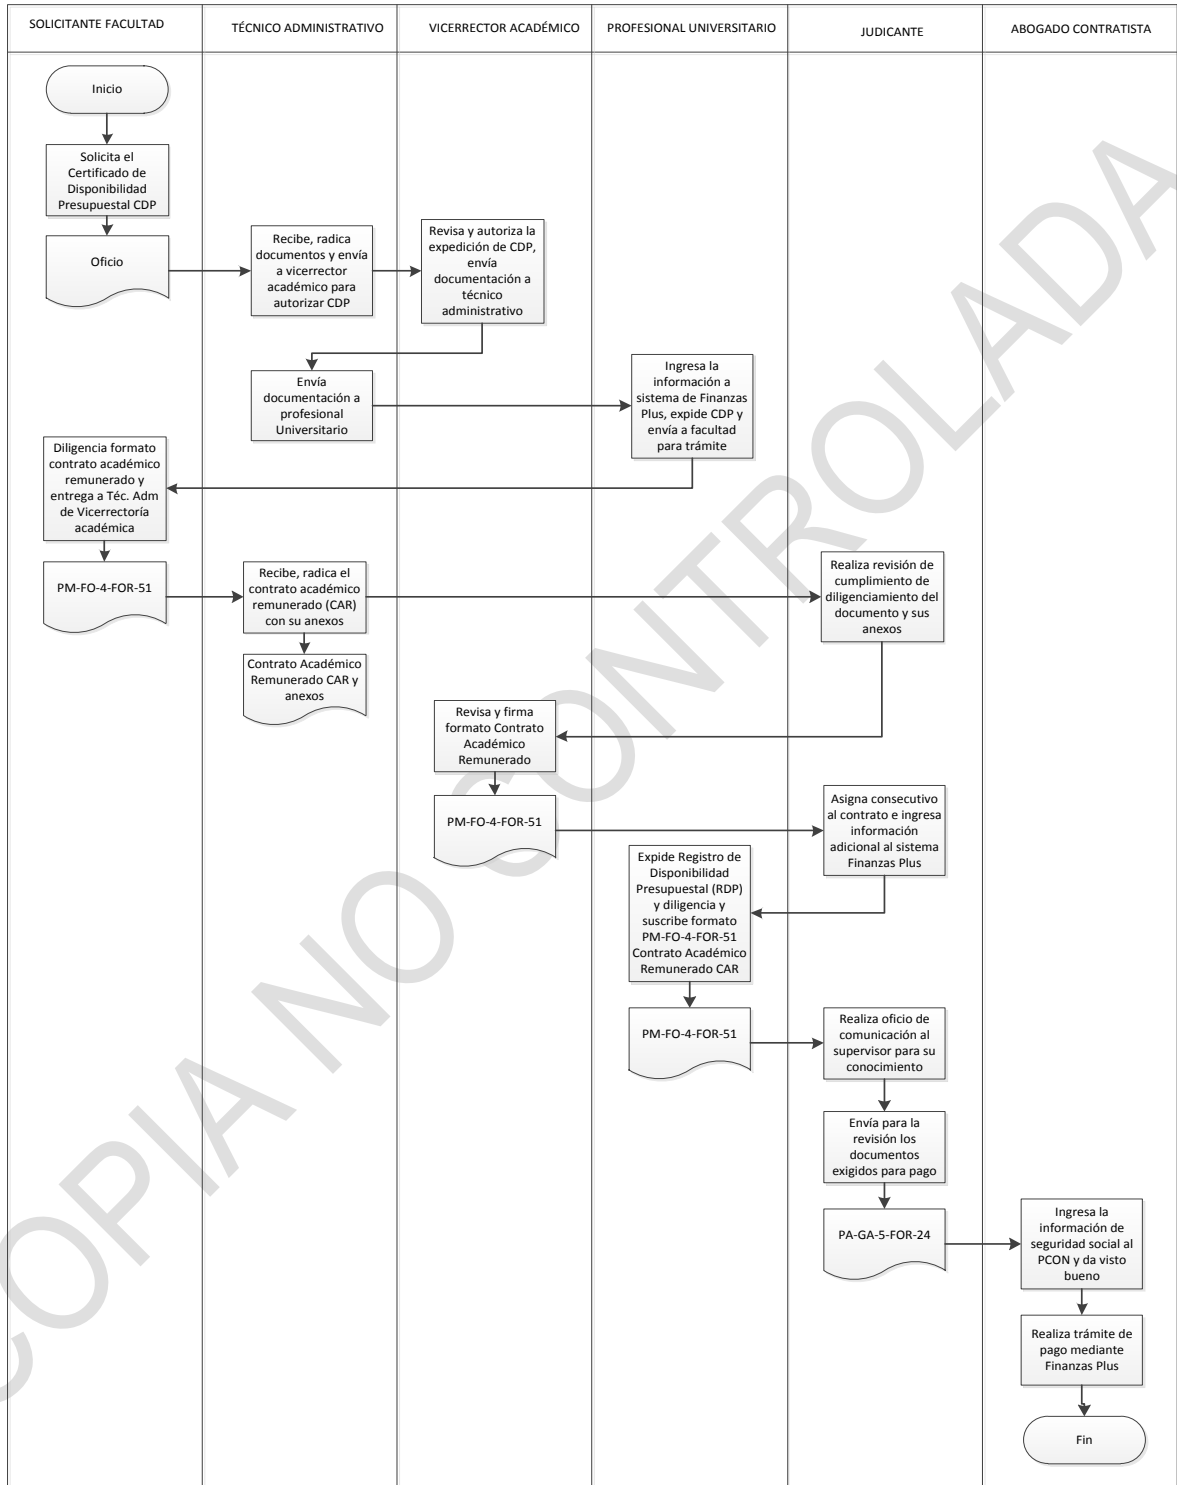 SOLICITANTE FACULTAD
TÉCNICO ADMINISTRATIVO
VICERRECTOR ACADÉMICO
PROFESIONAL UNIVERSITARIO
JUDICANTE
ABOGADO CONTRATISTA
Inicio
Solicita el
Certificado de
Disponibilidad
Presupuestal CDP
Oficio
Recibe, radica
documentos y envía
a vicerrector
académico para
autorizar CDP
Revisa y autoriza la
expedición de CDP,
envía
documentación a
técnico
administrativo
Envía
documentación a
profesional
Universitario
Ingresa la
información a
sistema de Finanzas
Plus, expide CDP y
envía a facultad
para trámite
Diligencia formato
contrato académico
remunerado y
entrega a Téc. Adm
de Vicerrectoría
académica
PM-FO-4-FOR-51
Recibe, radica el
contrato académico
remunerado (CAR)
con su anexos
Contrato Académico
Remunerado CAR y
anexos
Realiza revisión de
cumplimiento de
diligenciamiento del
documento y sus
anexos
Revisa y firma
formato Contrato
Académico
Remunerado
PM-FO-4-FOR-51
Asigna consecutivo
al contrato e ingresa
información
adicional al sistema
Finanzas Plus
Expide Registro de
Disponibilidad
Presupuestal (RDP)
y diligencia y
suscribe formato
PM-FO-4-FOR-51
Contrato Académico
Remunerado CAR
PM-FO-4-FOR-51
Realiza oficio de
comunicación al
supervisor para su
conocimiento
Envía para la
revisión los
documentos
exigidos para pago
PA-GA-5-FOR-24
Ingresa la
información de
seguridad social al
PCON y da visto
bueno
Realiza trámite de
pago mediante
Finanzas Plus
Fin
COPIA NO CONTROLADA